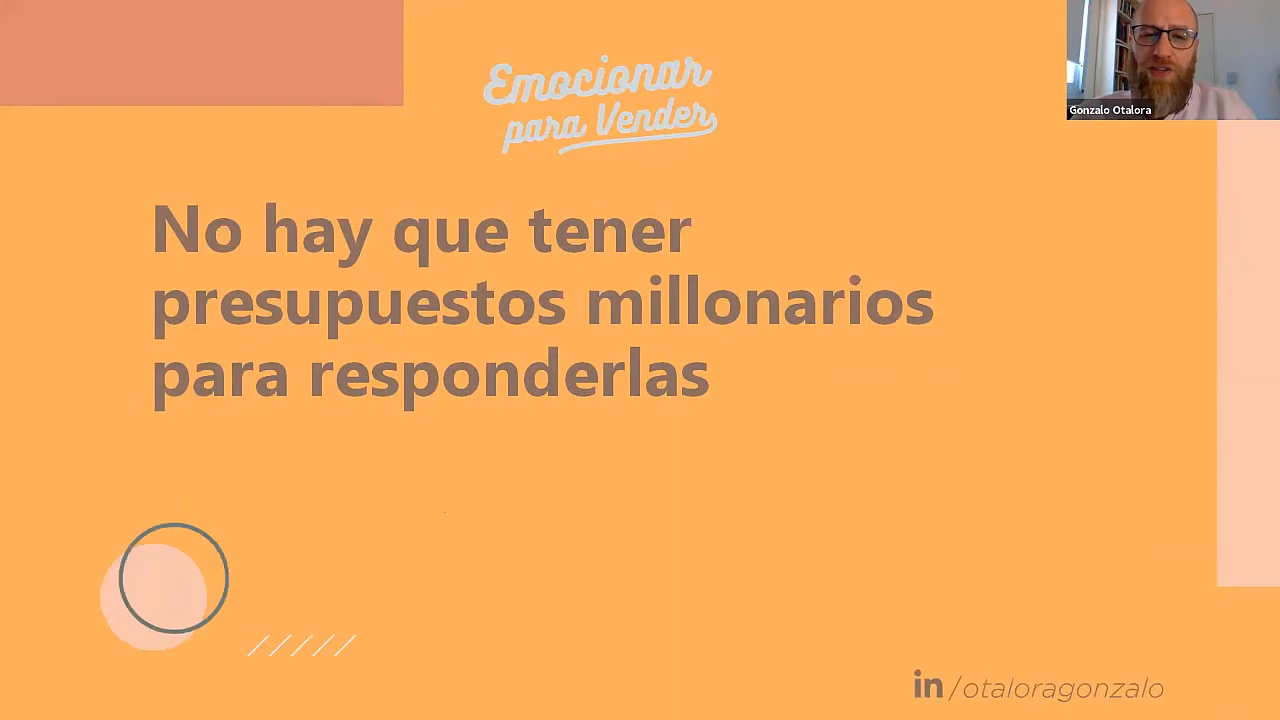 Emocionar
para Vender
Gonzalo Otalora
No hay que tener
presupuestos millonarios
para responderlas
in/otaloragonzalo